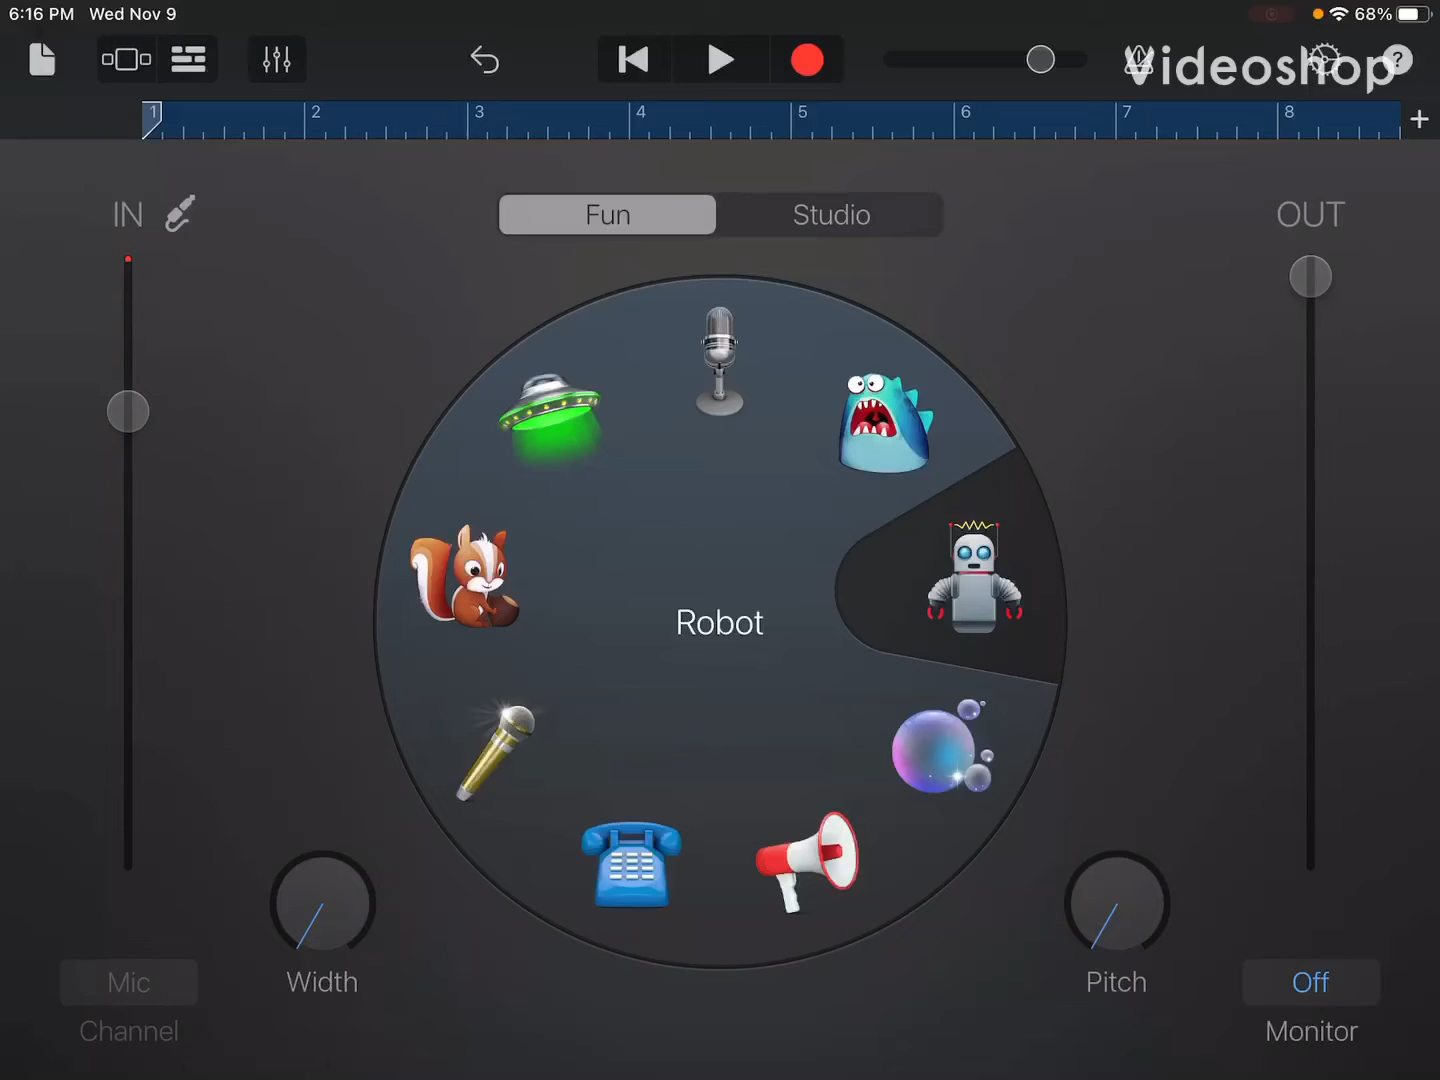 6:16 PM Wed Nov 9
68%
Videoshop
?
1 2 3 4 5 6 7 8 +
IN
Fun Studio
OUT
Robot
Width
Pitch
Mic
Off
Channel
Monitor